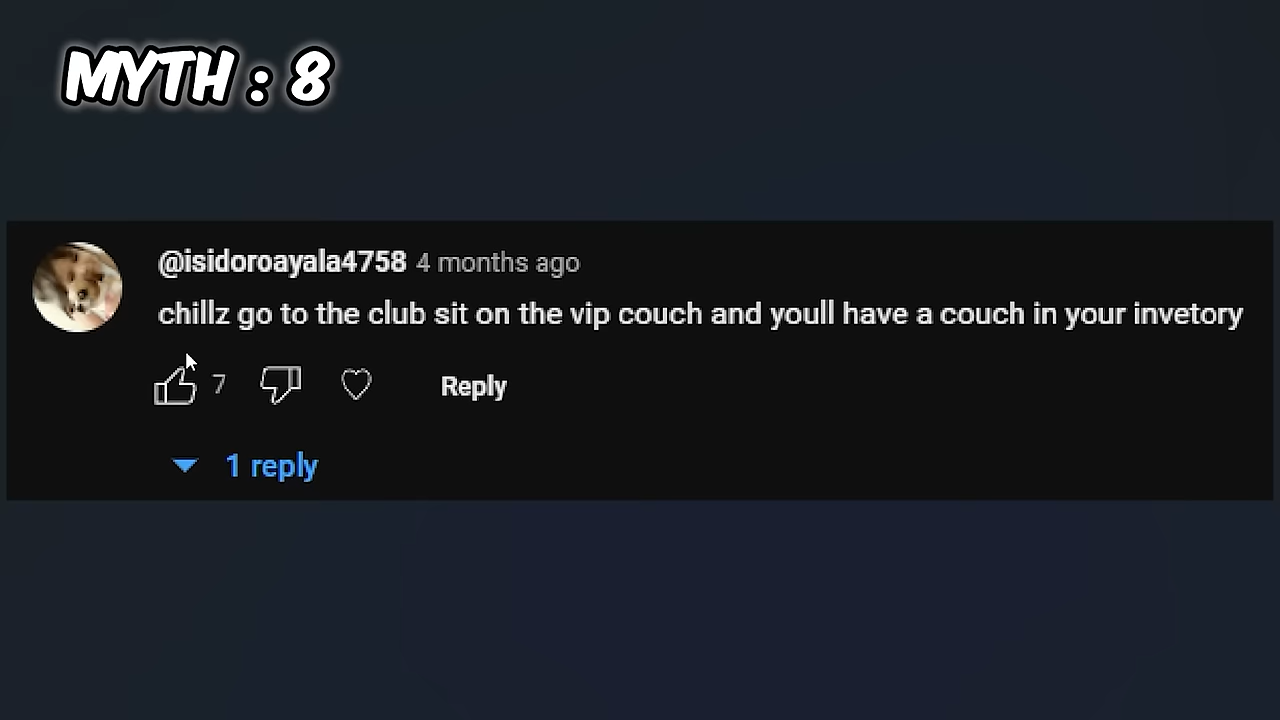 MYTH : 8
@isidoroayala4758 4 months ago
chillz go to the club sit on the vip couch and youll have a couch in your invetory
7 Reply
1 reply